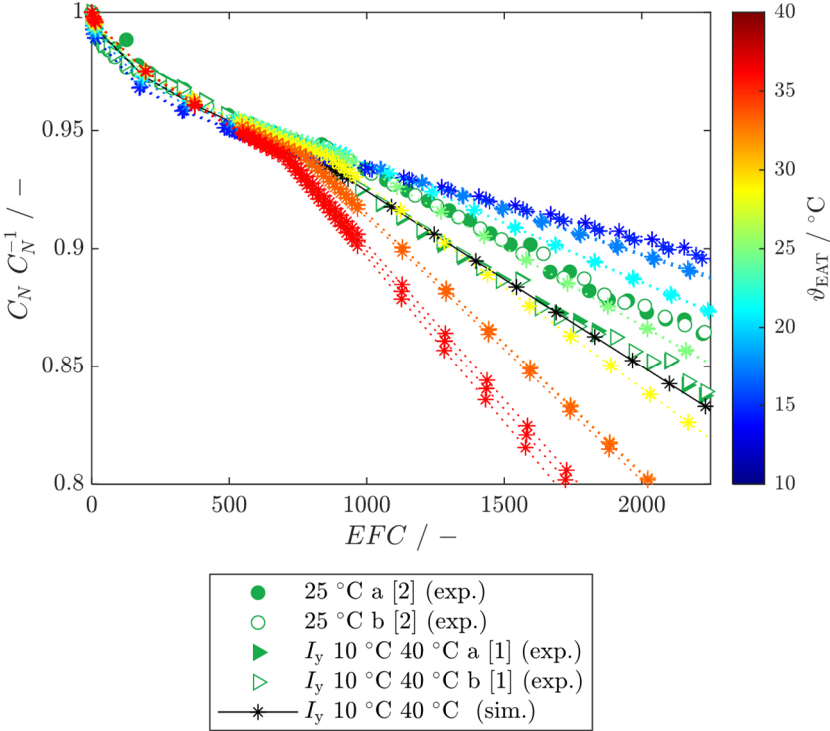 1
0.95
0.9
0.85
0.8
C_N C_N^{-1} / –
0 500 1000 1500 2000
EFC / –
40
35
30
25
20
15
10
ϑ_EAT / °C
25 °C a [2] (exp.)
25 °C b [2] (exp.)
I_y 10 °C 40 °C a [1] (exp.)
I_y 10 °C 40 °C b [1] (exp.)
I_y 10 °C 40 °C (sim.)